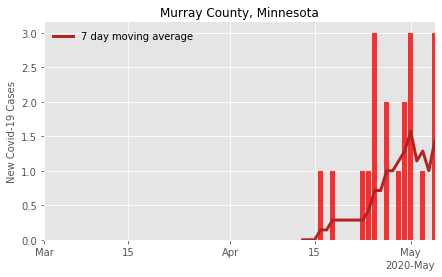 Murray County, Minnesota
7 day moving average
New Covid-19 Cases
3.0
2.5
2.0
1.5
1.0
0.5
0.0
Mar 15 Apr 15 May
2020-May